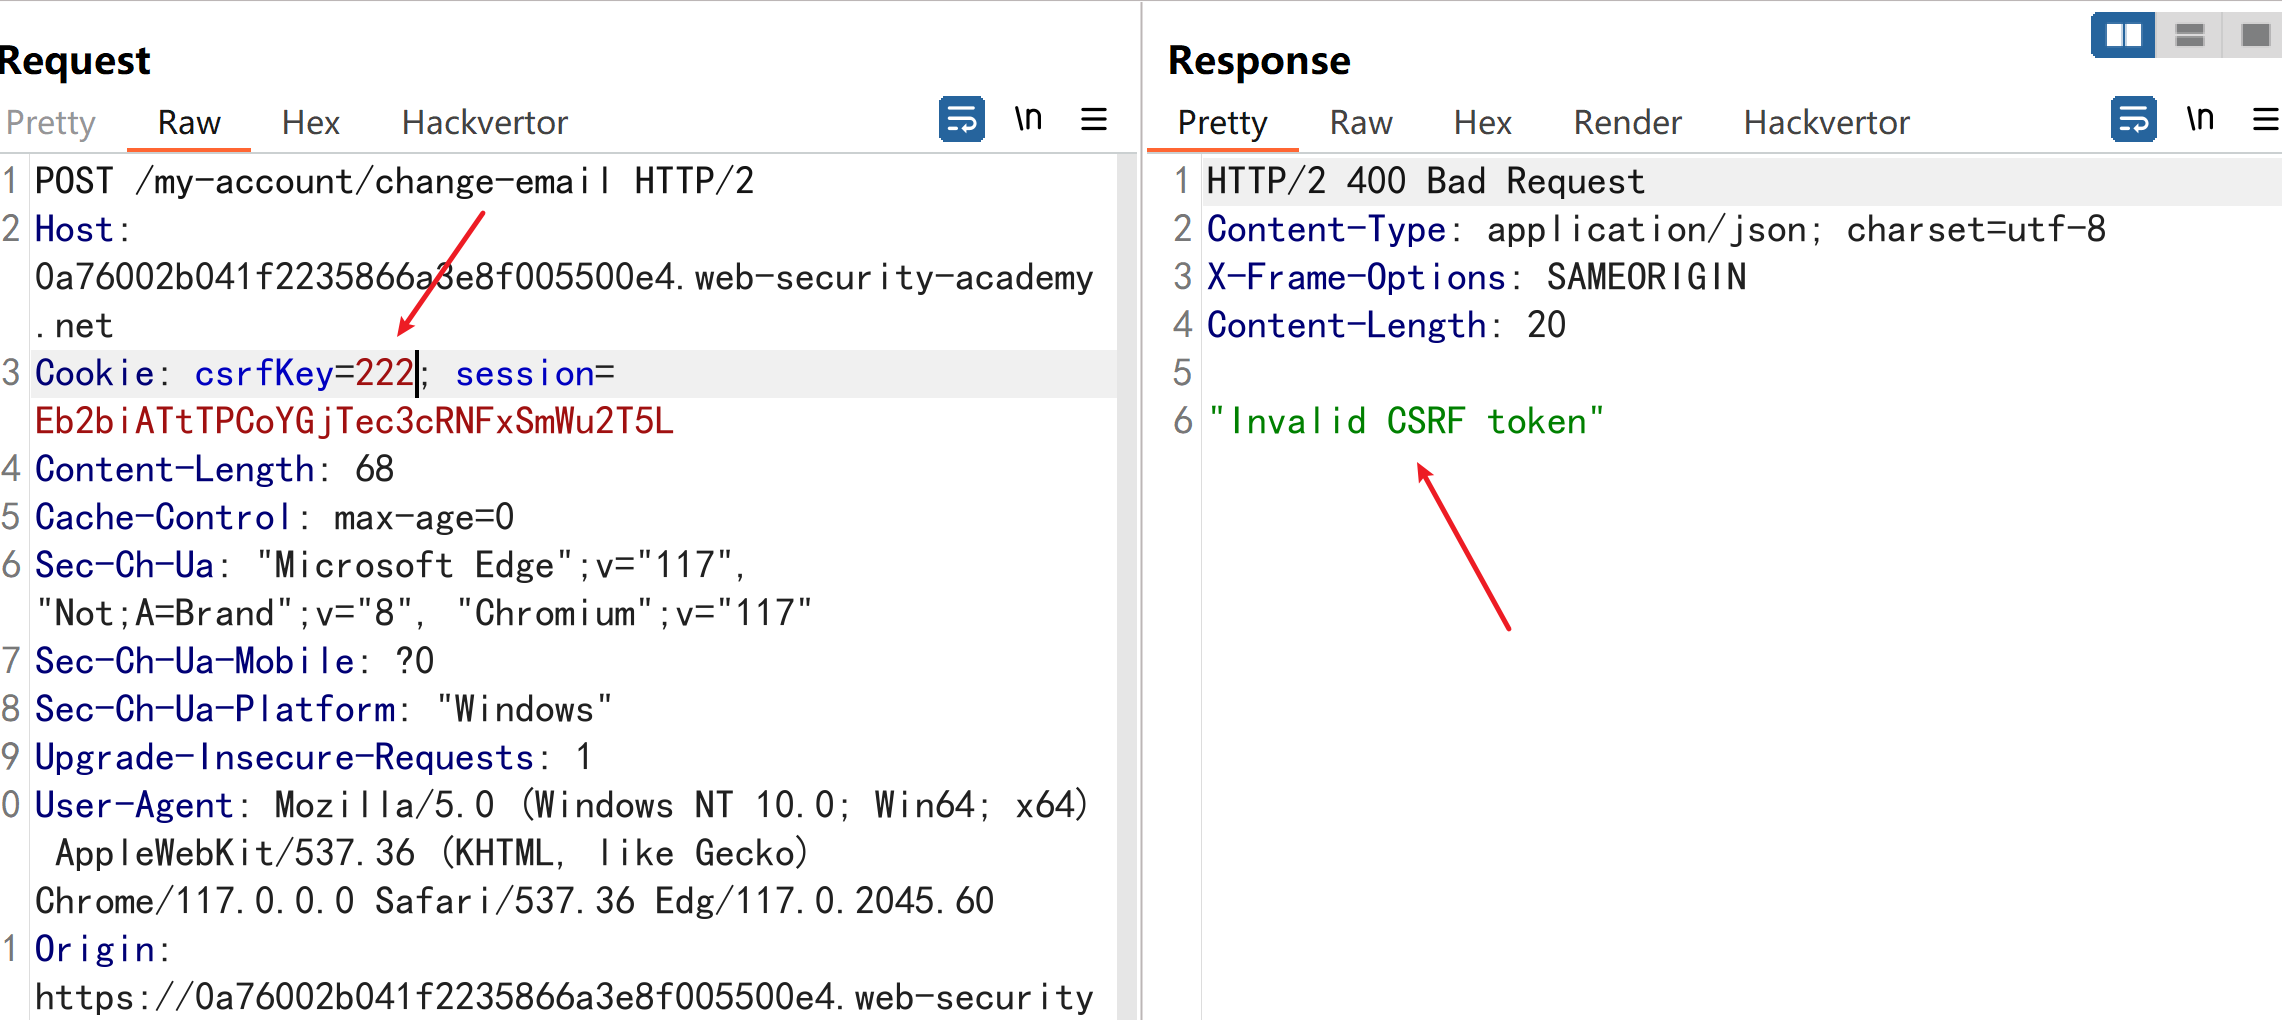 Request
Pretty Raw Hex Hackvertor \n
1 POST /my-account/change-email HTTP/2
2 Host:
0a76002b041f2235866a3e8f005500e4.web-security-academy
.net
3 Cookie: csrfKey=222; session=
Eb2biATtTPCoYGjTec3cRNFxSmWu2T5L
4 Content-Length: 68
5 Cache-Control: max-age=0
6 Sec-Ch-Ua: "Microsoft Edge";v="117",
"Not;A=Brand";v="8", "Chromium";v="117"
7 Sec-Ch-Ua-Mobile: ?0
8 Sec-Ch-Ua-Platform: "Windows"
9 Upgrade-Insecure-Requests: 1
0 User-Agent: Mozilla/5.0 (Windows NT 10.0; Win64; x64)
AppleWebKit/537.36 (KHTML, like Gecko)
Chrome/117.0.0.0 Safari/537.36 Edg/117.0.2045.60
1 Origin:
https://0a76002b041f2235866a3e8f005500e4.web-security
Response
Pretty Raw Hex Render Hackvertor \n
1 HTTP/2 400 Bad Request
2 Content-Type: application/json; charset=utf-8
3 X-Frame-Options: SAMEORIGIN
4 Content-Length: 20
5
6 "Invalid CSRF token"